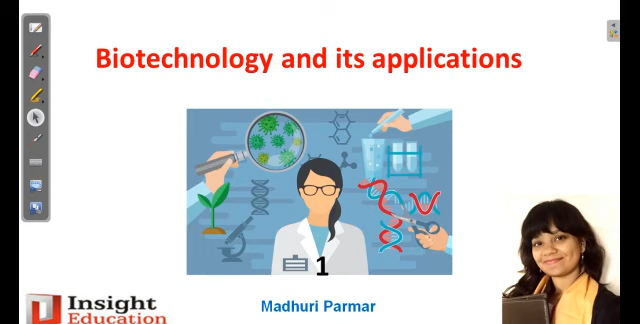 Biotechnology and its applications
1
Insight
Education
Madhuri Parmar